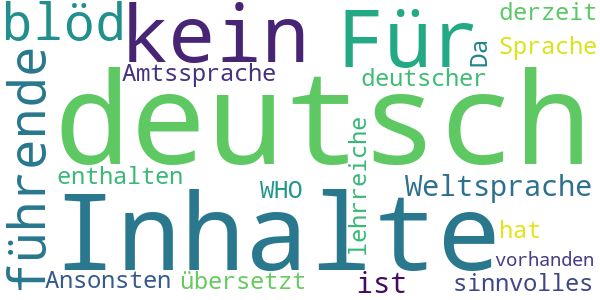 blöd
kein
Für
derzeit
Sprache
Da
Amtssprache
deutscher
führende
deutsch
lehrreiche
enthalten
WHO
Weltsprache
Inhalte
hat
vorhanden
Ansonsten
übersetzt
ist
sinnvolles